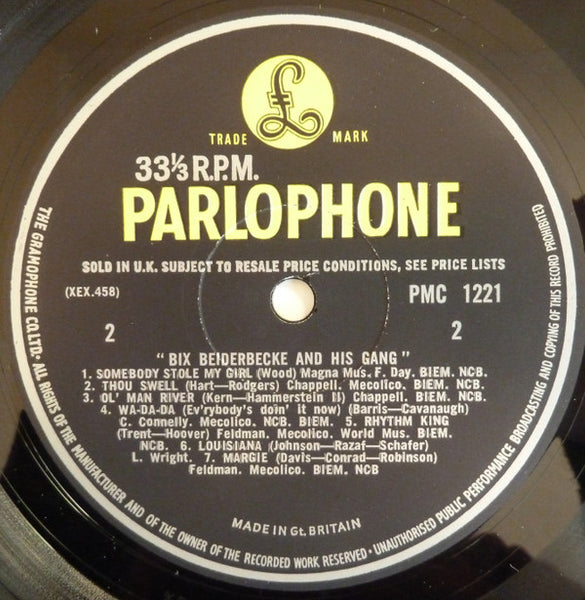 £
TRADE MARK
33⅓ R.P.M.
PARLOPHONE
SOLD IN U.K. SUBJECT TO RESALE PRICE CONDITIONS, SEE PRICE LISTS
(XEX.458)
PMC 1221
2
2
"BIX BEIDERBECKE AND HIS GANG"
1. SOMEBODY STOLE MY GIRL (Wood) Magna Mus. F. Day. BIEM. NCB.
2. THOU SWELL (Hart—Rodgers) Chappell. Mecolico. BIEM. NCB.
3. OL' MAN RIVER (Kern—Hammerstein II) Chappell. BIEM. NCB.
4. WA-DA-DA (Ev'rybody's doin' it now) (Barris—Cavanaugh)
C. Connelly. Mecolico. NCB. BIEM. 5. RHYTHM KING
(Trent—Hoover) Feldman. Mecolico. World Mus. BIEM.
NCB. 6. LOUISIANA (Johnson—Razaf—Schafer)
L. Wright. 7. MARGIE (Davis—Conrad—Robinson)
Feldman. Mecolico. BIEM. NCB
MADE IN Gt. BRITAIN
THE GRAMOPHONE CO. LTD· ALL RIGHTS OF THE MANUFACTURER AND OF THE OWNER OF THE RECORDED WORK RESERVED · UNAUTHORISED PUBLIC PERFORMANCE BROADCASTING AND COPYING OF THIS RECORD PROHIBITED